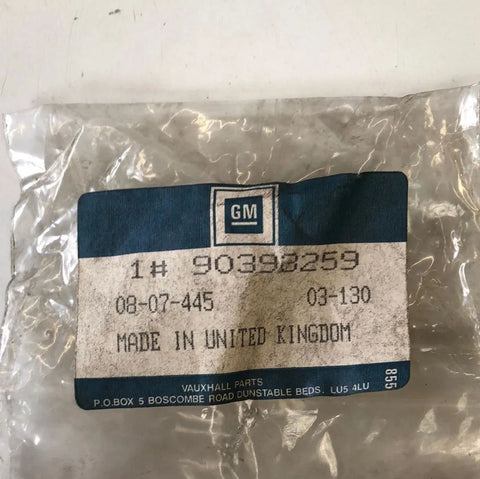 GM
1# 90398259
08-07-445 03-130
MADE IN UNITED KINGDOM
VAUXHALL PARTS
P.O.BOX 5 BOSCOMBE ROAD DUNSTABLE BEDS. LU5 4LU
855